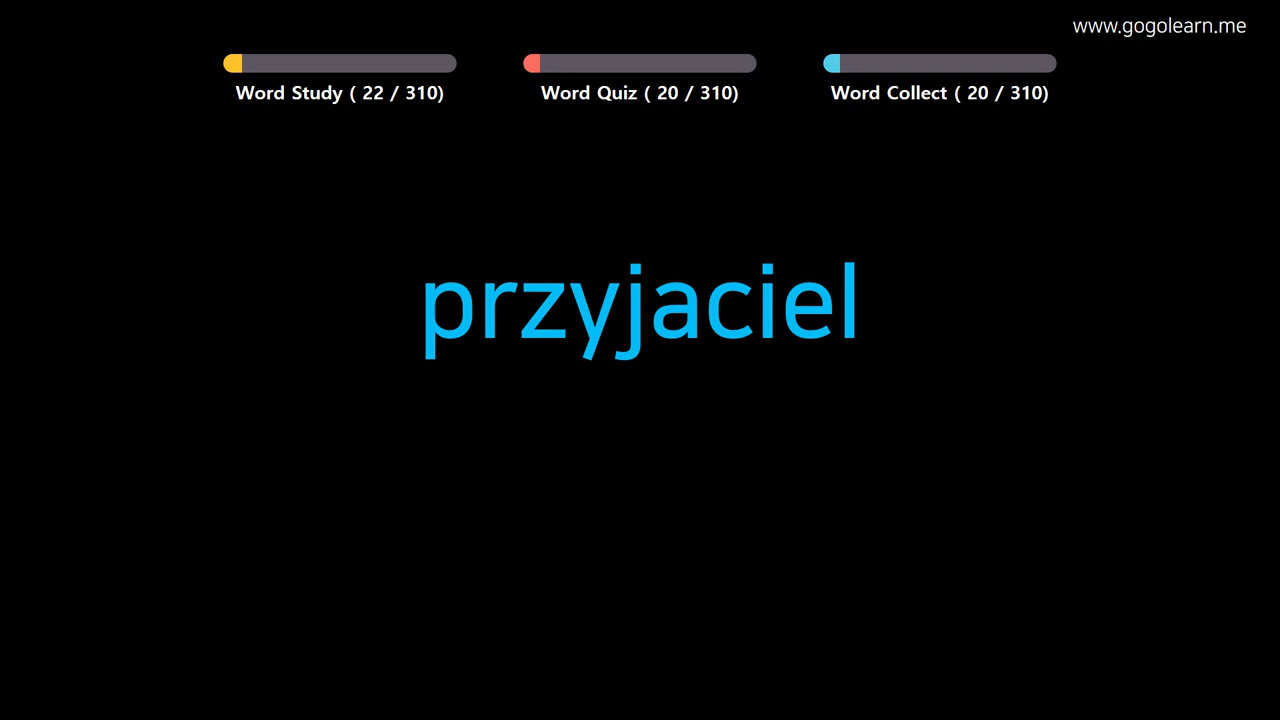 www.gogolearn.me
Word Study ( 22 / 310)
Word Quiz ( 20 / 310)
Word Collect ( 20 / 310)
przyjaciel